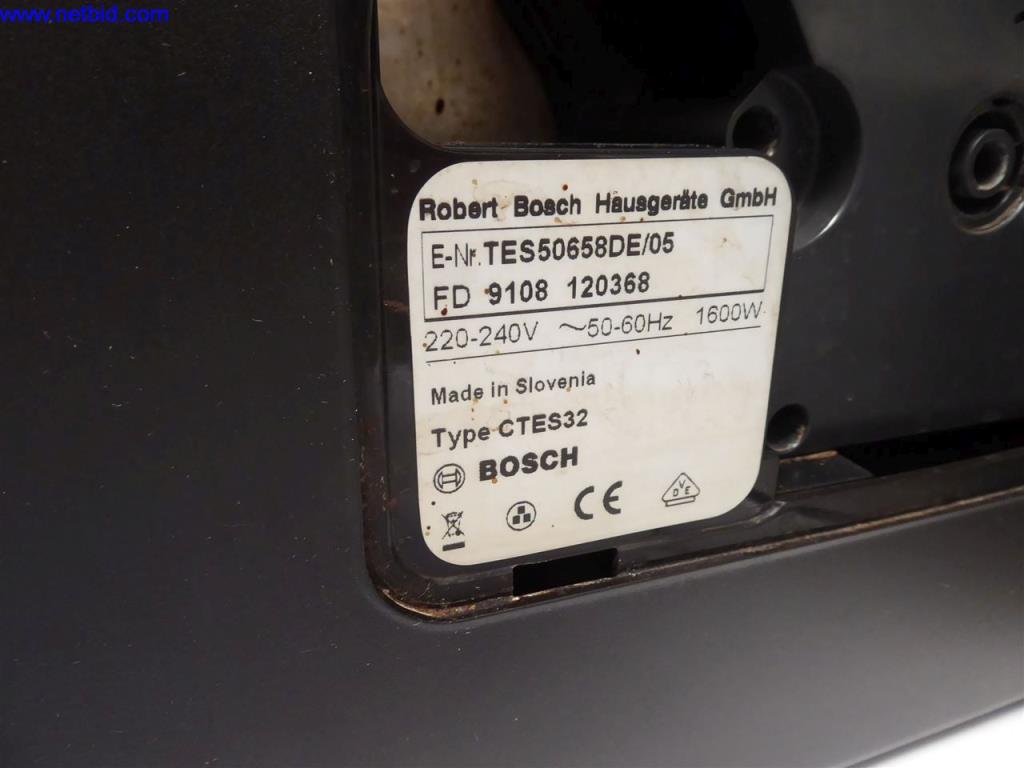 www.netbid.com
Robert Bosch Hausgeräte GmbH
E-Nr. TES50658DE/05
FD 9108 120368
220-240V ~50-60Hz 1600W
Made in Slovenia
Type CTES32
BOSCH
CE
VDE